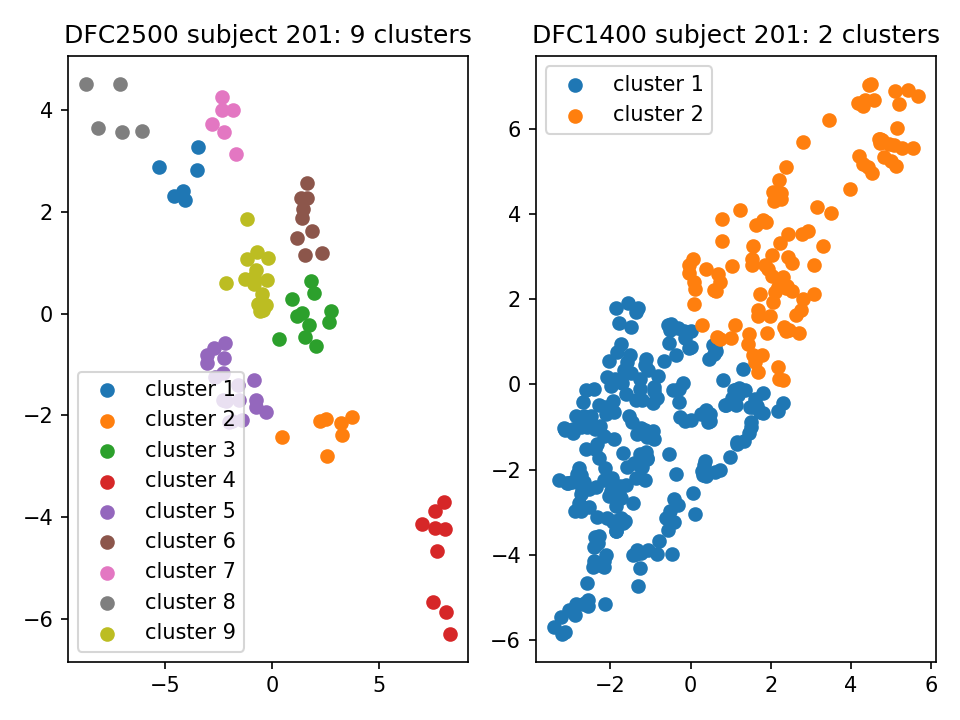 DFC2500 subject 201: 9 clusters
4
2
0
−2
−4
−6
−5
0
5
cluster 1
cluster 2
cluster 3
cluster 4
cluster 5
cluster 6
cluster 7
cluster 8
cluster 9
DFC1400 subject 201: 2 clusters
cluster 1
cluster 2
6
4
2
0
−2
−4
−6
−2
0
2
4
6